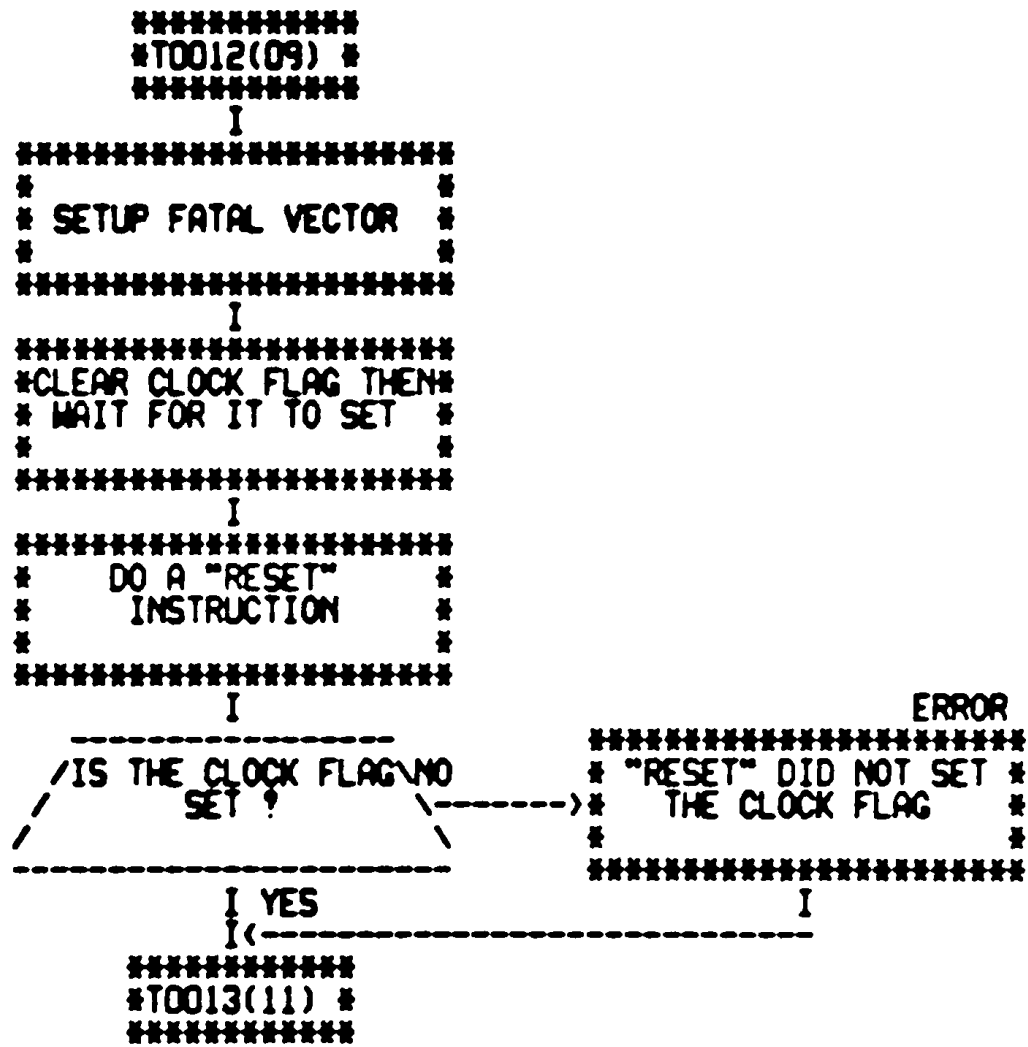 T0012(09)
SETUP FATAL VECTOR
CLEAR CLOCK FLAG THEN
WAIT FOR IT TO SET
DO A "RESET"
INSTRUCTION
IS THE CLOCK FLAG
SET ?
NO
ERROR
"RESET" DID NOT SET
THE CLOCK FLAG
YES
T0013(11)